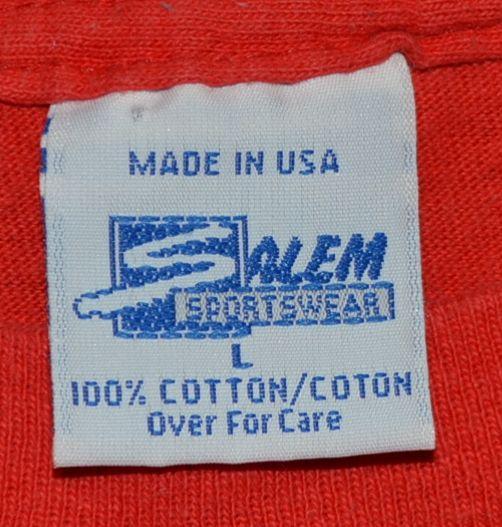 MADE IN USA
SALEM
SPORTSWEAR
L
100% COTTON/COTON
Over For Care